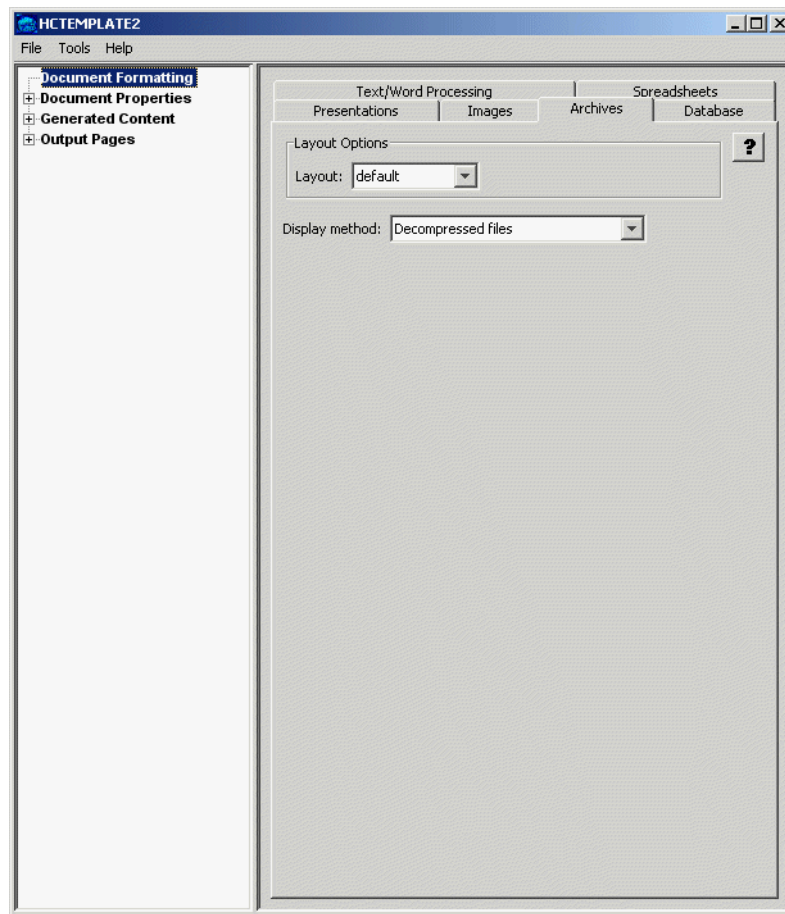 HCTEMPLATE2
File Tools Help
Document Formatting
Document Properties
Generated Content
Output Pages
Text/Word Processing Spreadsheets
Presentations Images Archives Database
Layout Options
?
Layout: default
Display method: Decompressed files